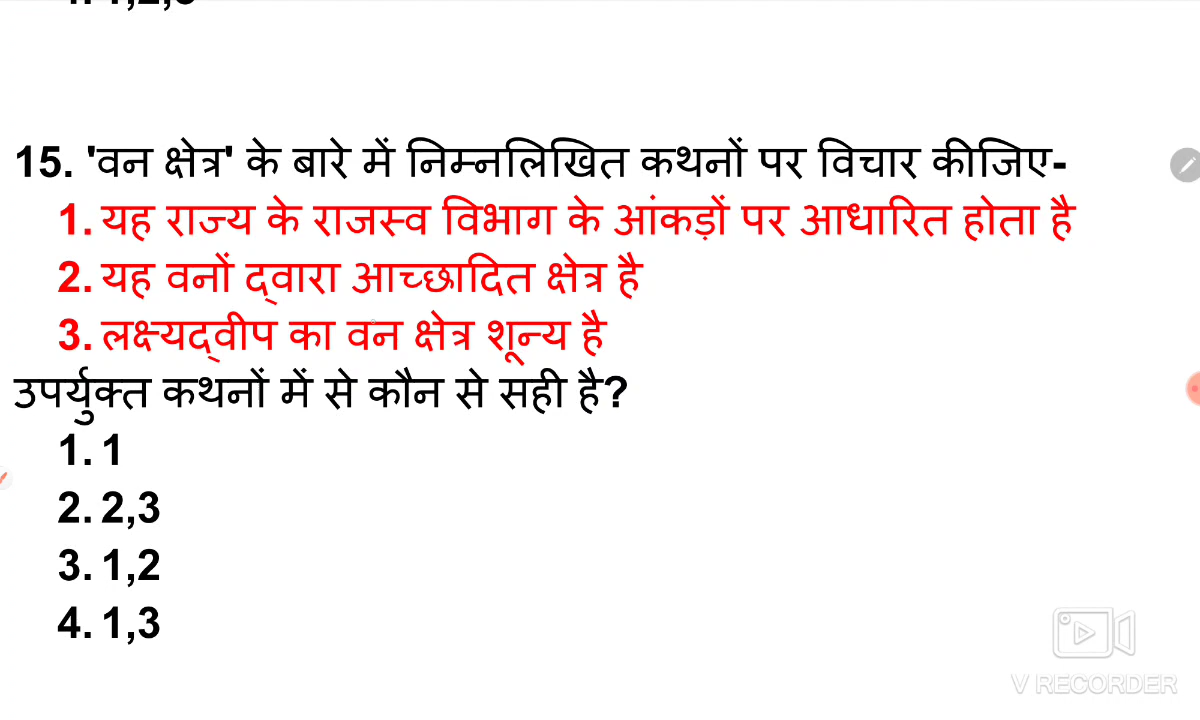 15. 'वन क्षेत्र' के बारे में निम्नलिखित कथनों पर विचार कीजिए-
1. यह राज्य के राजस्व विभाग के आंकड़ों पर आधारित होता है
2. यह वनों द्वारा आच्छादित क्षेत्र है
3. लक्ष्यद्वीप का वन क्षेत्र शून्य है
उपर्युक्त कथनों में से कौन से सही है?
1. 1
2. 2,3
3. 1,2
4. 1,3
V RECORDER